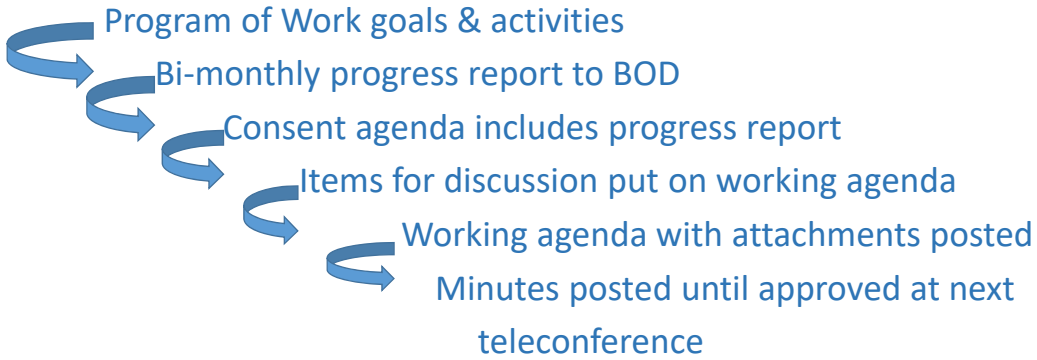 Program of Work goals & activities
Bi-monthly progress report to BOD
Consent agenda includes progress report
Items for discussion put on working agenda
Working agenda with attachments posted
Minutes posted until approved at next
teleconference